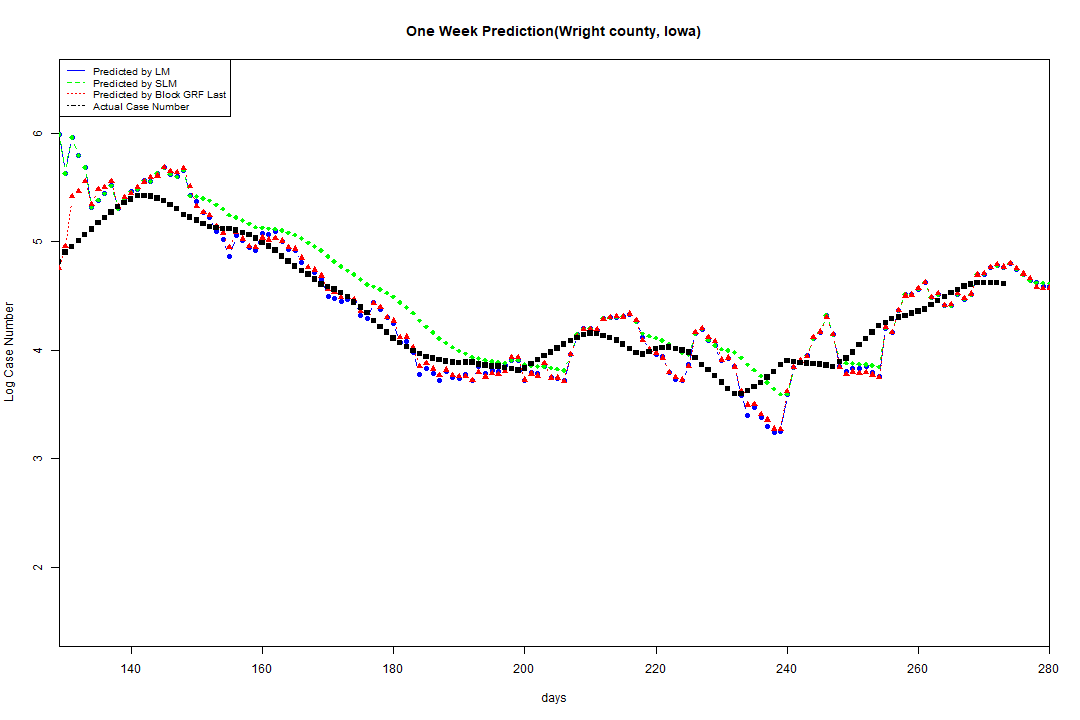 One Week Prediction(Wright county, Iowa)
Predicted by LM
Predicted by SLM
Predicted by Block GRF Last
Actual Case Number
6
5
4
3
2
Log Case Number
140 160 180 200 220 240 260 280
days